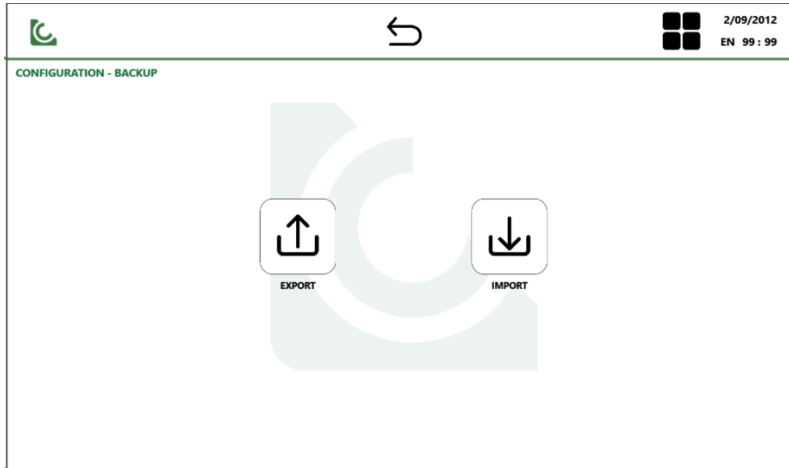 2/09/2012
EN 99 : 99
CONFIGURATION - BACKUP
EXPORT
IMPORT